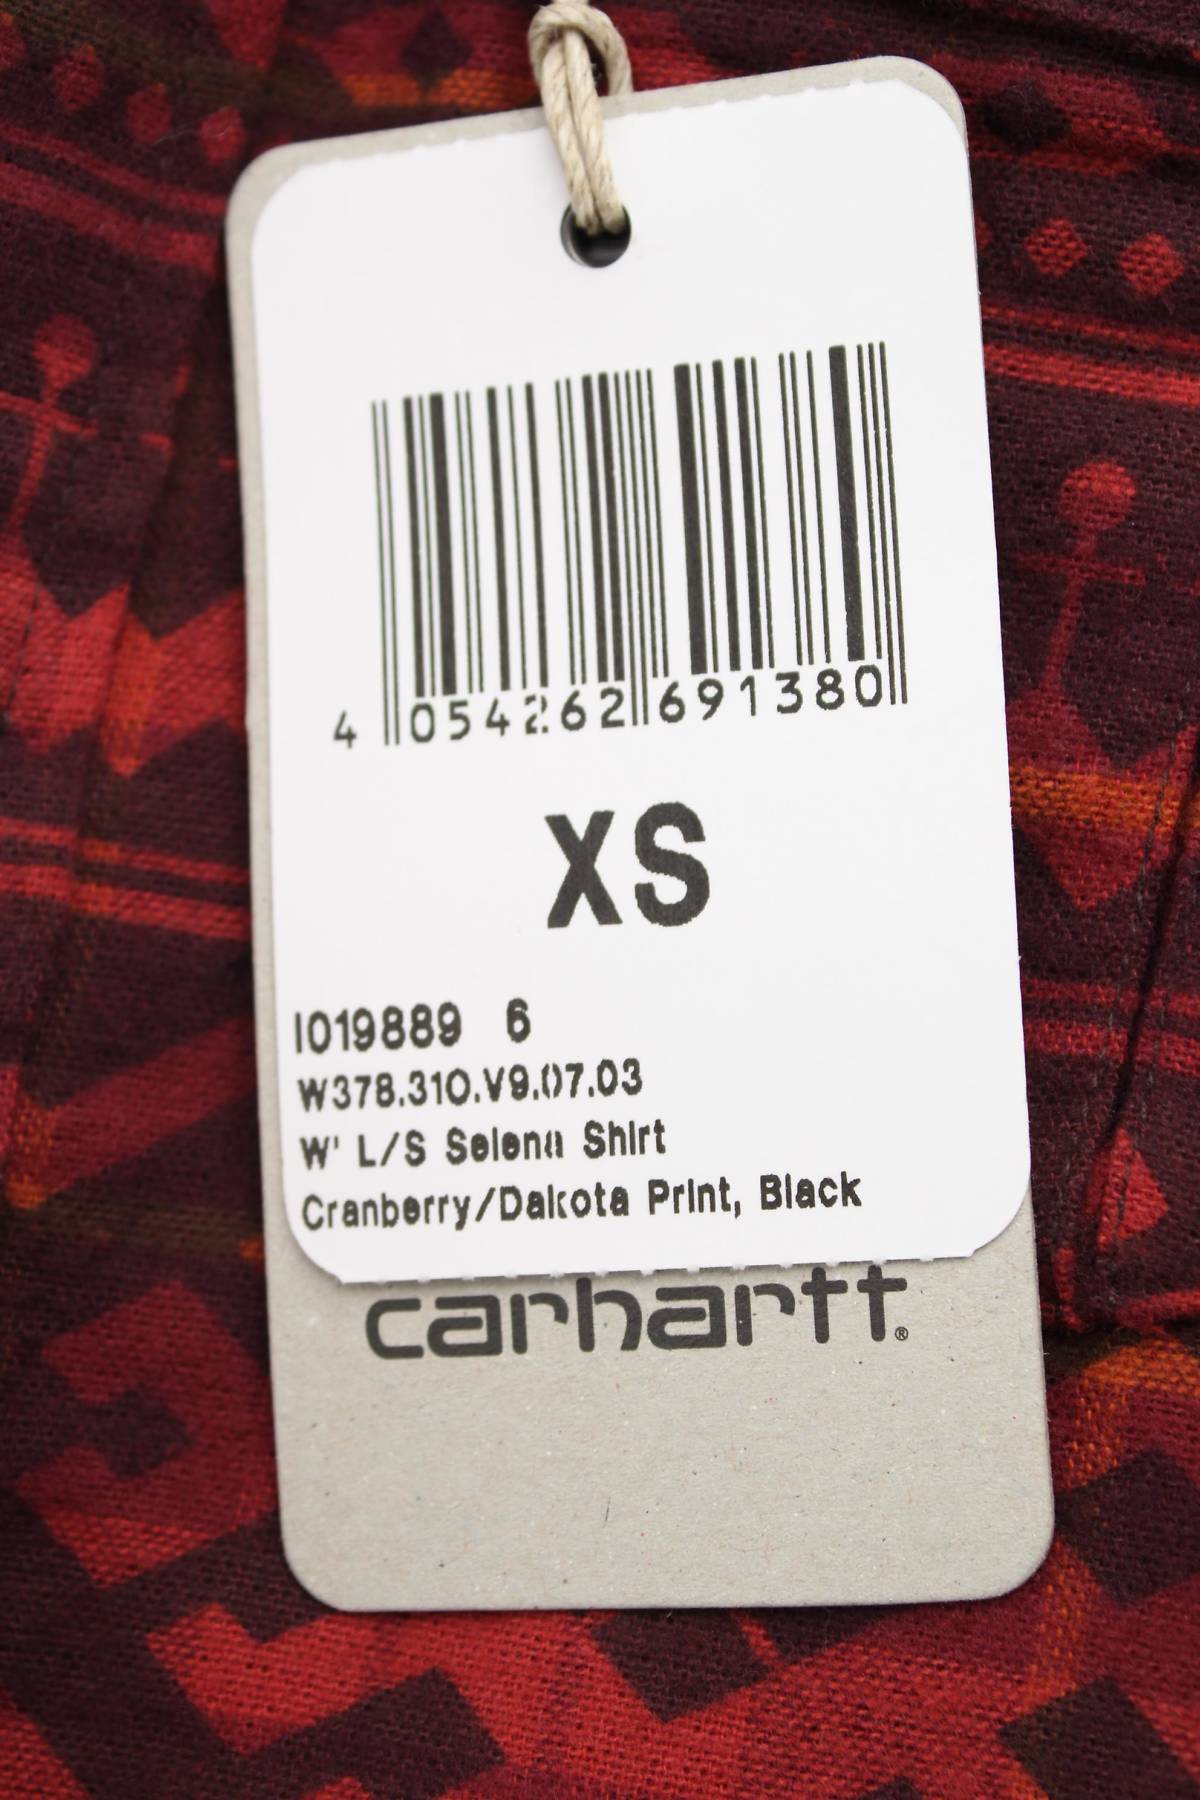 4 054262 691380
XS
I019889 6
W378.310.V9.07.03
W' L/S Selena Shirt
Cranberry/Dakota Print, Black
carhartt®